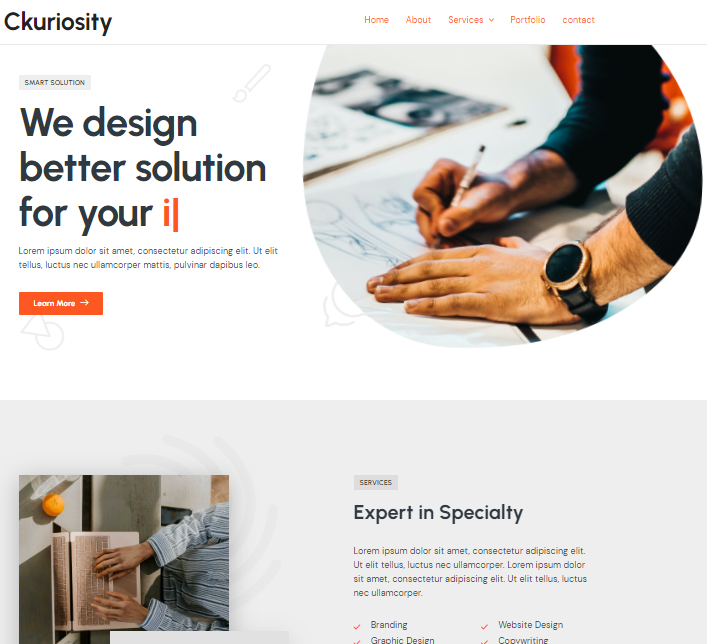 Ckuriosity
Home About Services Portfolio contact
SMART SOLUTION
We design
better solution
for your i|
Lorem ipsum dolor sit amet, consectetur adipiscing elit. Ut elit
tellus, luctus nec ullamcorper mattis, pulvinar dapibus leo.
Learn More →
SERVICES
Expert in Specialty
Lorem ipsum dolor sit amet, consectetur adipiscing elit.
Ut elit tellus, luctus nec ullamcorper. Lorem ipsum dolor
sit amet, consectetur adipiscing elit. Ut elit tellus, luctus
nec ullamcorper.
Branding Website Design
Graphic Design Copywriting